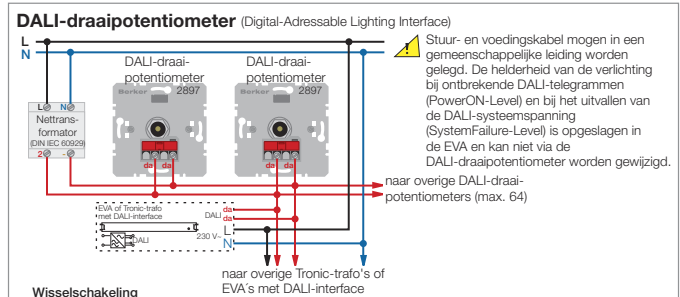 DALI-draaipotentiometer (Digital-Adressable Lighting Interface)
L
N
DALI-draai-
potentiometer
2897
Berker
da da
DALI-draai-
potentiometer
2897
Berker
da da
L N
Nettrans-
formator
(DIN IEC 60929)
2 -
Stuur- en voedingskabel mogen in een
gemeenschappelijke leiding worden
gelegd. De helderheid van de verlichting
bij ontbrekende DALI-telegrammen
(PowerON-Level) en bij het uitvallen van
de DALI-systeemspanning
(SystemFailure-Level) is opgeslagen in
de EVA en kan niet via de
DALI-draaipotentiometer worden gewijzigd.
naar overige DALI-draai-
potentiometers (max. 64)
EVA of Tronic-trafo
met DALI-interface
DALI
da
da
DALI
230 V~
L
N
naar overige Tronic-trafo's of
EVA´s met DALI-interface
Wisselschakeling